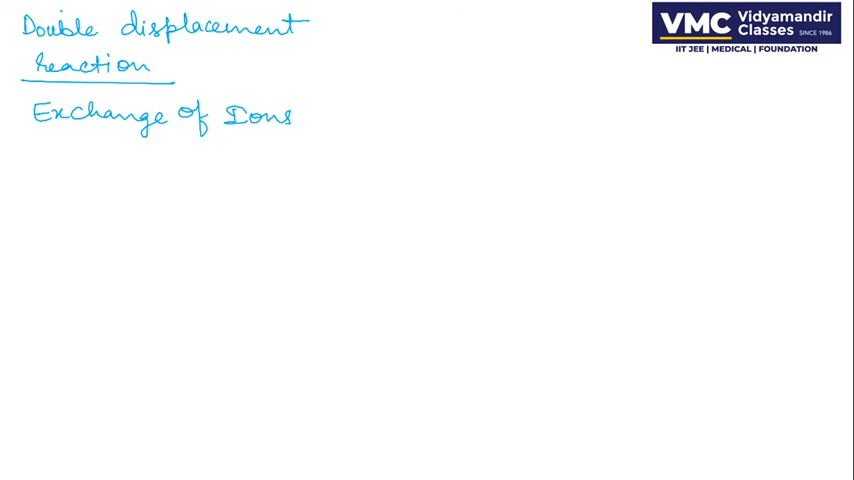 Double displacement
reaction
Exchange of Ions
VMC Vidyamandir Classes SINCE 1986
IIT JEE | MEDICAL | FOUNDATION